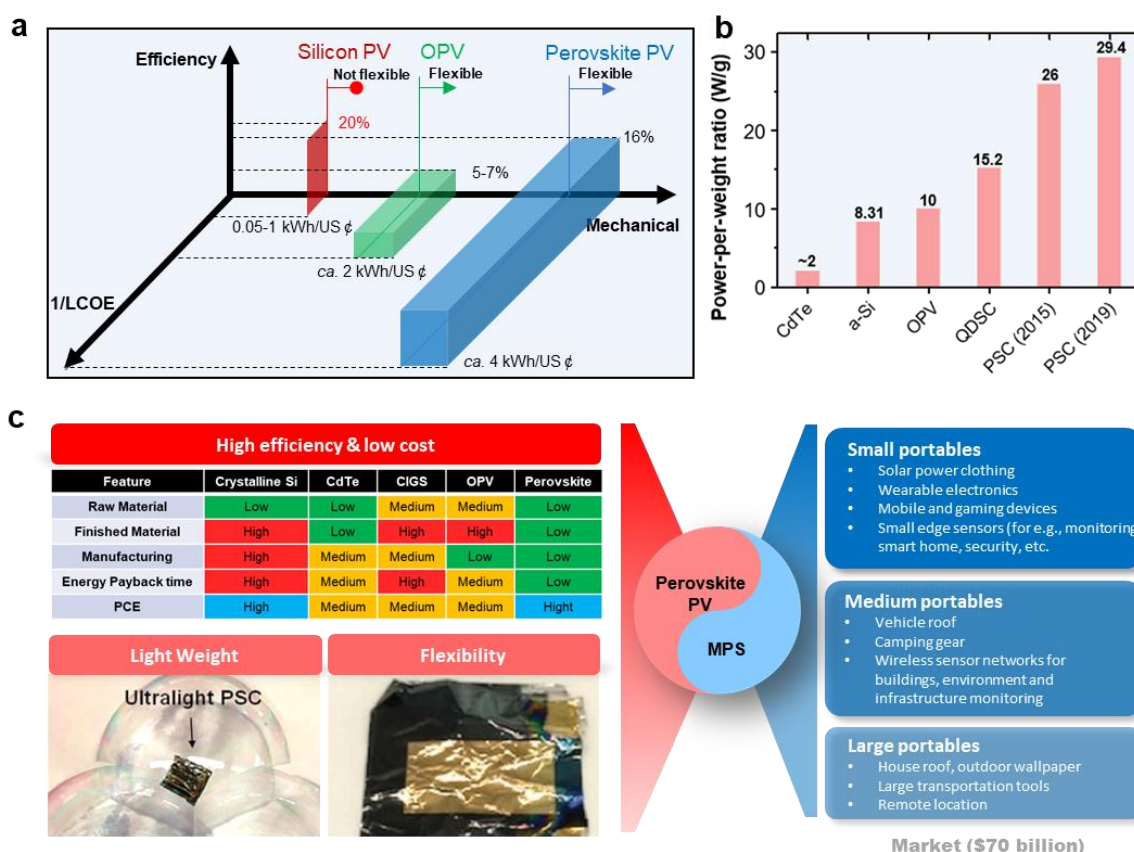 a
Efficiency
Silicon PV
OPV
Perovskite PV
Not flexible
Flexible
Flexible
20%
16%
5-7%
0.05-1 kWh/US ¢
Mechanical
ca. 2 kWh/US ¢
1/LCOE
ca. 4 kWh/US ¢
b
Power-per-weight ratio (W/g)
30
20
10
0
~2
8.31
10
15.2
26
29.4
CdTe
a-Si
OPV
QDSC
PSC (2015)
PSC (2019)
c
High efficiency & low cost
Feature Crystalline Si CdTe CIGS OPV Perovskite
Raw Material Low Low Medium Medium Low
Finished Material High Low High High Low
Manufacturing High Medium Medium Low Low
Energy Payback time High Medium High Medium Low
PCE High Medium Medium Medium Hight
Light Weight
Flexibility
Ultralight PSC
Perovskite
PV
MPS
Small portables
• Solar power clothing
• Wearable electronics
• Mobile and gaming devices
• Small edge sensors (for e.g., monitoring
smart home, security, etc.
Medium portables
• Vehicle roof
• Camping gear
• Wireless sensor networks for
buildings, environment and
infrastructure monitoring
Large portables
• House roof, outdoor wallpaper
• Large transportation tools
• Remote location
Market ($70 billion)